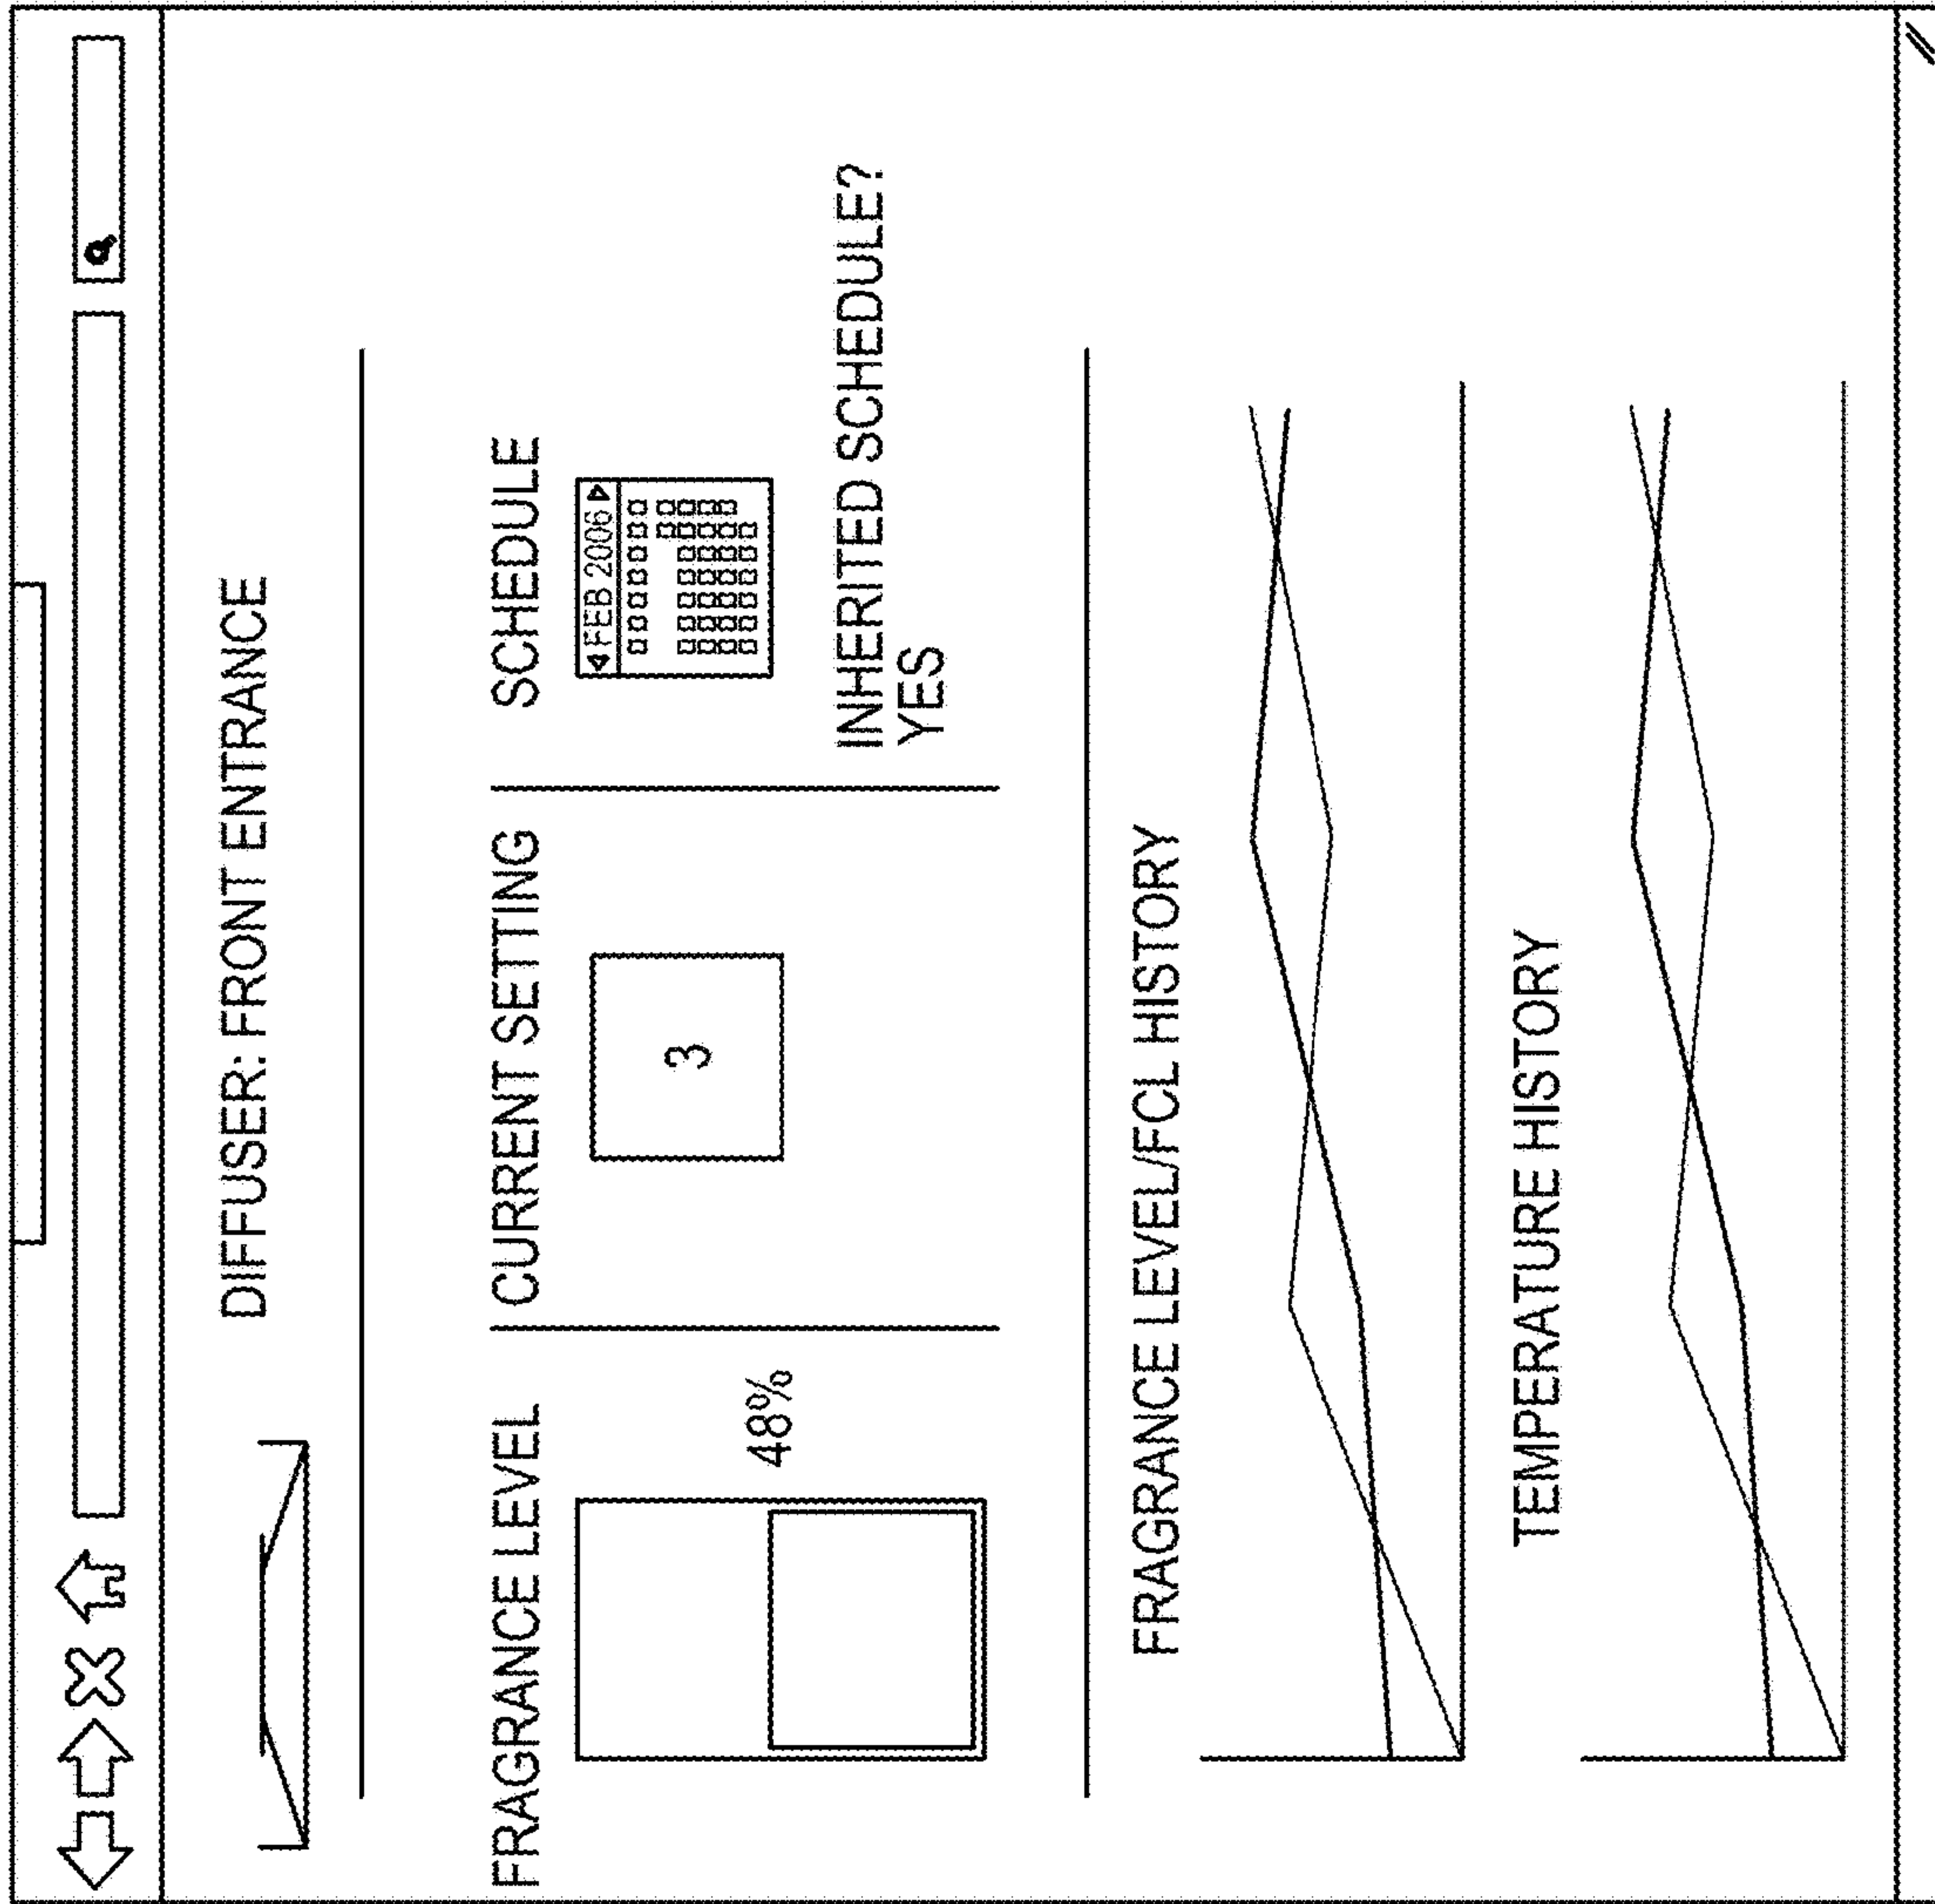 DIFFUSER: FRONT ENTRANCE
FRAGRANCE LEVEL
48%
CURRENT SETTING
3
SCHEDULE
FEB 2006
INHERITED SCHEDULE?
YES
FRAGRANCE LEVEL/FCL HISTORY
TEMPERATURE HISTORY